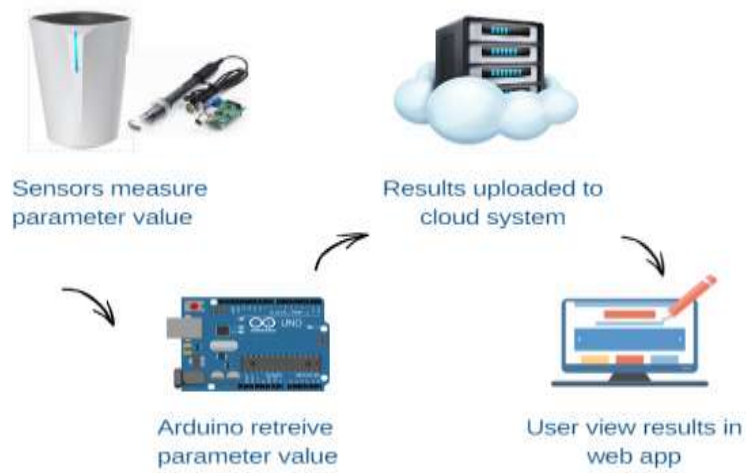 Sensors measure
parameter value
Results uploaded to
cloud system
UNO
Arduino retreive
parameter value
User view results in
web app